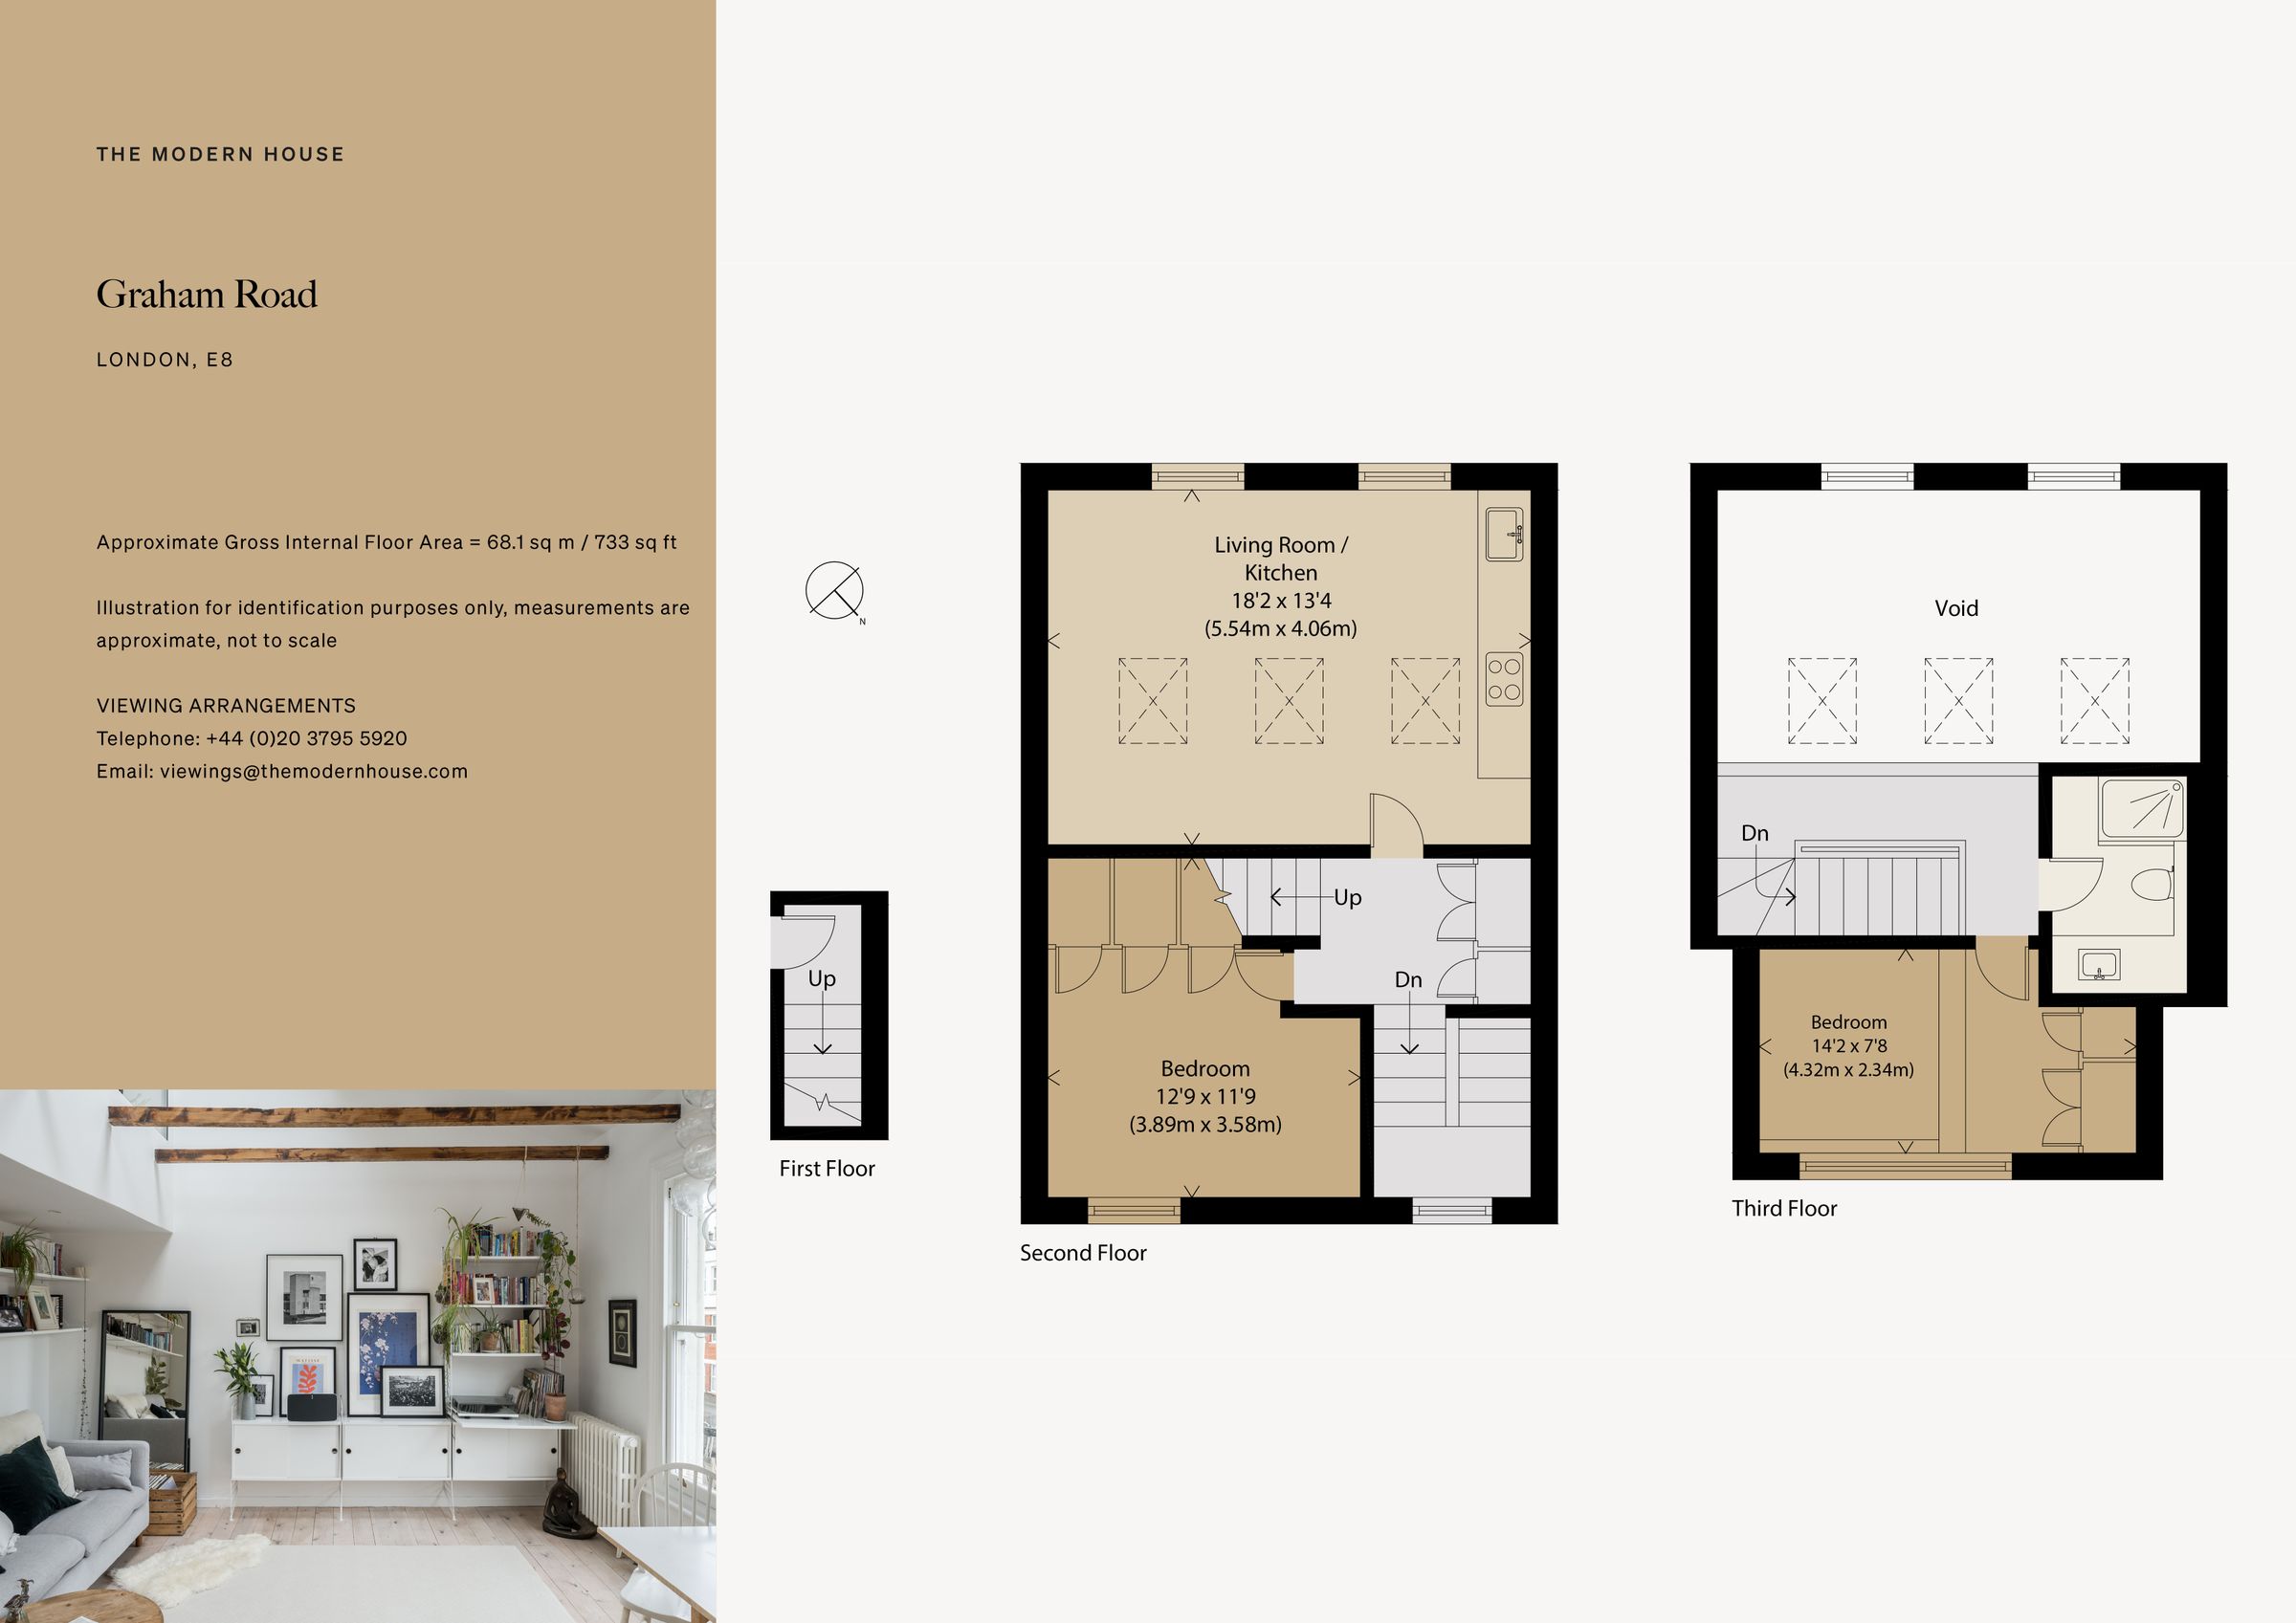 THE MODERN HOUSE
Graham Road
LONDON, E8
Approximate Gross Internal Floor Area = 68.1 sq m / 733 sq ft
Illustration for identification purposes only, measurements are
approximate, not to scale
VIEWING ARRANGEMENTS
Telephone: +44 (0)20 3795 5920
Email: viewings@themodernhouse.com
N
Up
First Floor
Living Room /
Kitchen
18'2 x 13'4
(5.54m x 4.06m)
Up
Dn
Bedroom
12'9 x 11'9
(3.89m x 3.58m)
Second Floor
Void
Dn
Bedroom
14'2 x 7'8
(4.32m x 2.34m)
Third Floor